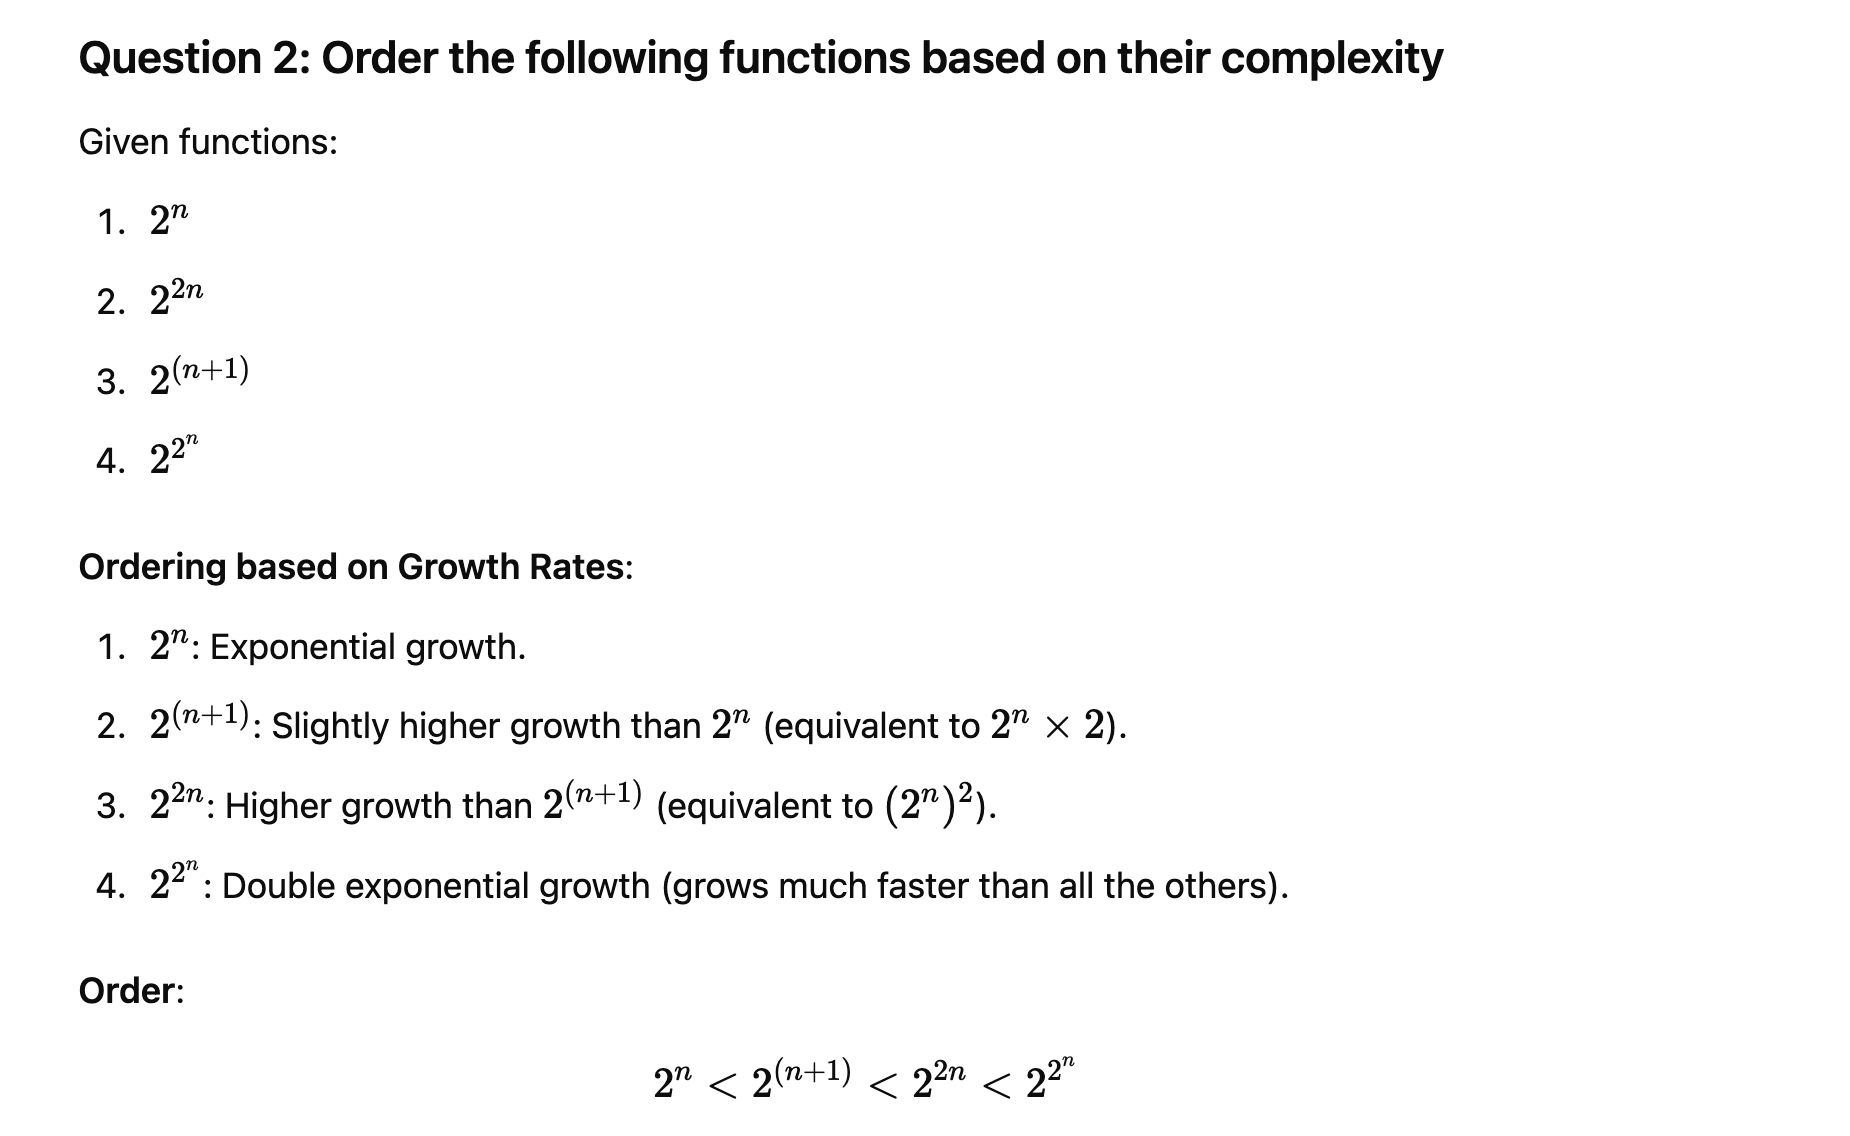 Question 2: Order the following functions based on their complexity
Given functions:
1. $2^n$
2. $2^{2n}$
3. $2^{(n+1)}$
4. $2^{2^n}$
Ordering based on Growth Rates:
1. $2^n$: Exponential growth.
2. $2^{(n+1)}$: Slightly higher growth than $2^n$ (equivalent to $2^n \times 2$).
3. $2^{2n}$: Higher growth than $2^{(n+1)}$ (equivalent to $(2^n)^2$).
4. $2^{2^n}$: Double exponential growth (grows much faster than all the others).
Order:
$2^n < 2^{(n+1)} < 2^{2n} < 2^{2^n}$